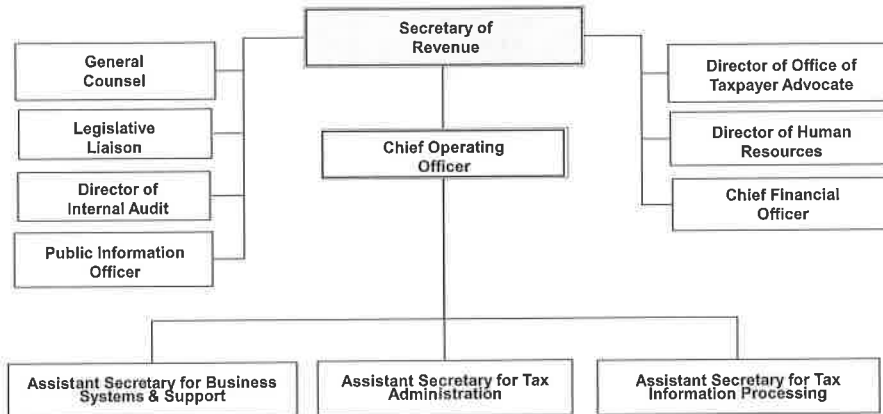 Secretary of
Revenue
General
Counsel
Legislative
Liaison
Director of
Internal Audit
Public Information
Officer
Chief Operating
Officer
Director of Office of
Taxpayer Advocate
Director of Human
Resources
Chief Financial
Officer
Assistant Secretary for Business
Systems & Support
Assistant Secretary for Tax
Administration
Assistant Secretary for Tax
Information Processing